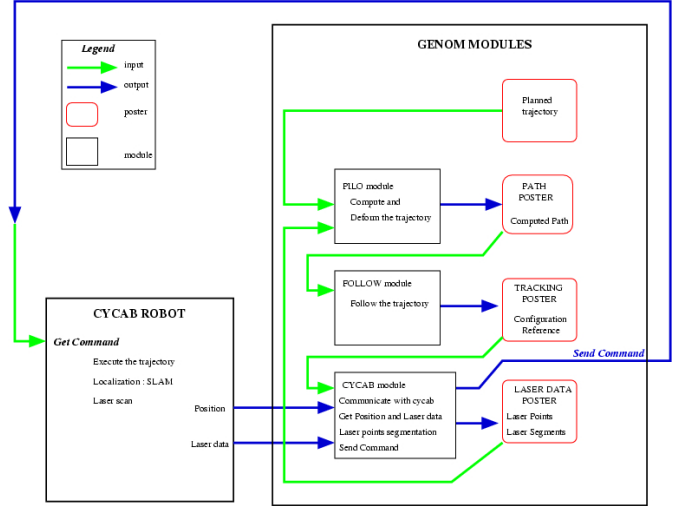 Legend
input
output
poster
module
GENOM MODULES
Planned
trajectory
PILO module
Compute and
Deform the trajectory
PATH
POSTER
Computed Path
FOLLOW module
Follow the trajectory
TRACKING
POSTER
Configuration
Reference
Send Command
CYCAB ROBOT
Get Command
Execute the trajectory
Localization : SLAM
Laser scan
Position
Laser data
CYCAB module
Communicate with cycab
Get Position and Laser data
Laser points segmentation
Send Command
LASER DATA
POSTER
Laser Points
Laser Segments